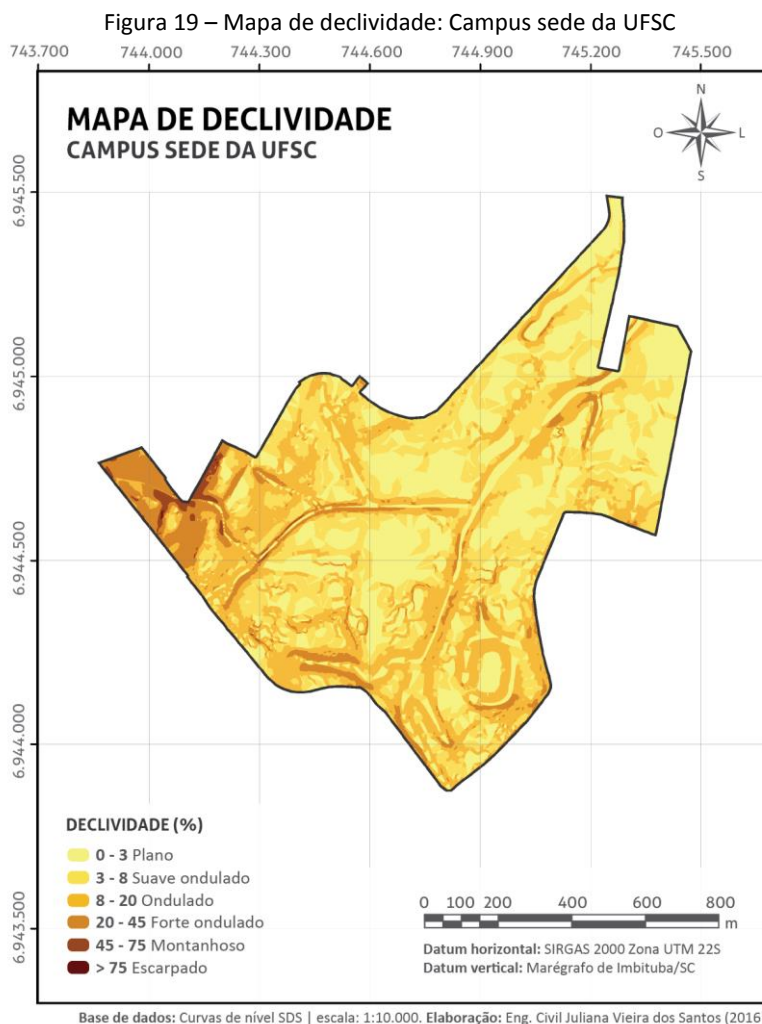 Figura 19 – Mapa de declividade: Campus sede da UFSC
743.700 744.000 744.300 744.600 744.900 745.200 745.500
MAPA DE DECLIVIDADE
CAMPUS SEDE DA UFSC
N
O L
S
6.945.500
6.945.000
6.944.500
6.944.000
6.943.500
DECLIVIDADE (%)
0 - 3 Plano
3 - 8 Suave ondulado
8 - 20 Ondulado
20 - 45 Forte ondulado
45 - 75 Montanhoso
> 75 Escarpado
0 100 200 400 600 800
m
Datum horizontal: SIRGAS 2000 Zona UTM 22S
Datum vertical: Marégrafo de Imbituba/SC
Base de dados: Curvas de nível SDS | escala: 1:10.000. Elaboração: Eng. Civil Juliana Vieira dos Santos (2016